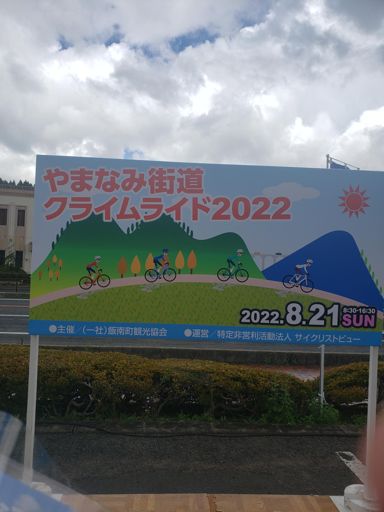 やまなみ街道
クライムライド2022
2022.8.21 8:30-16:30 SUN
●主催／(一社)飯南町観光協会 ●運営／特定非営利活動法人 サイクリストビュー